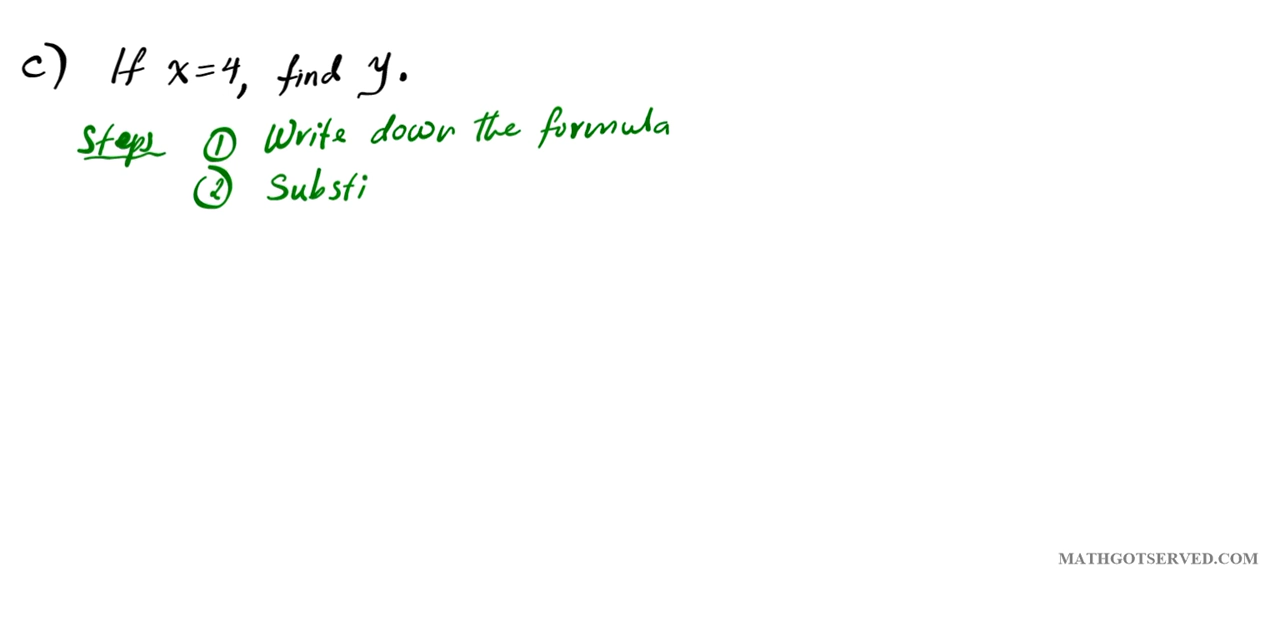 c) If x=4, find y.
Steps ① Write down the formula
② Substi
MATHGOTSERVED.COM